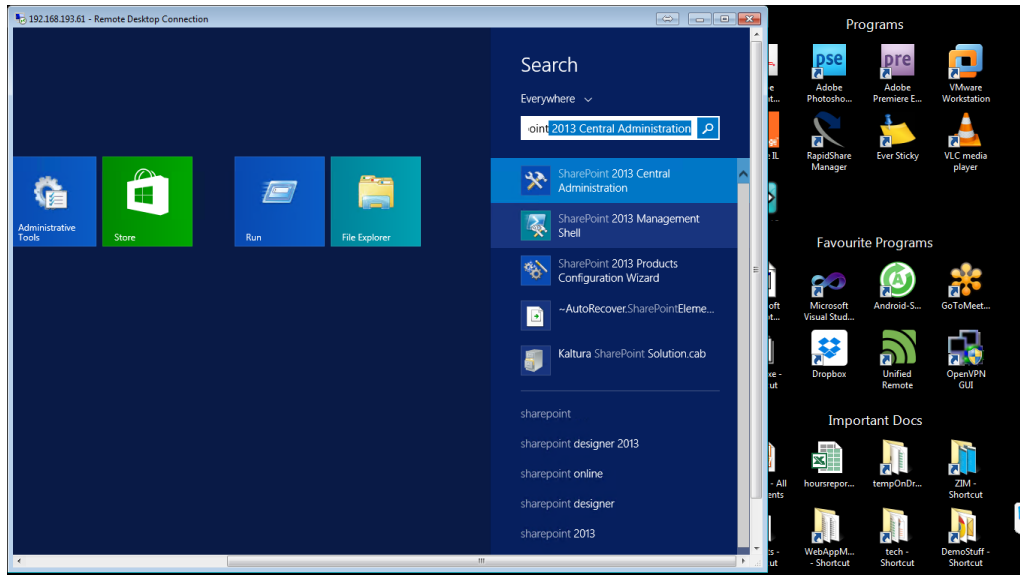 192.168.193.61 - Remote Desktop Connection
Search
Everywhere
oint 2013 Central Administration
SharePoint 2013 Central
Administration
SharePoint 2013 Management
Shell
SharePoint 2013 Products
Configuration Wizard
~AutoRecover.SharePointEleme...
Kaltura SharePoint Solution.cab
sharepoint
sharepoint designer 2013
sharepoint online
sharepoint designer
sharepoint 2013
Administrative
Tools
Store
Run
File Explorer
Programs
pse
pre
Adobe
Photosho...
Adobe
Premiere E...
VMware
Workstation
RapidShare
Manager
Ever Sticky
VLC media
player
Favourite Programs
Microsoft
Visual Stud...
Android-S...
GoToMeet...
Dropbox
Unified
Remote
OpenVPN
GUI
Important Docs
- All
hoursrepor...
tempOnDr...
ZIM -
Shortcut
WebAppM...
- Shortcut
tech -
Shortcut
DemoStuff -
Shortcut